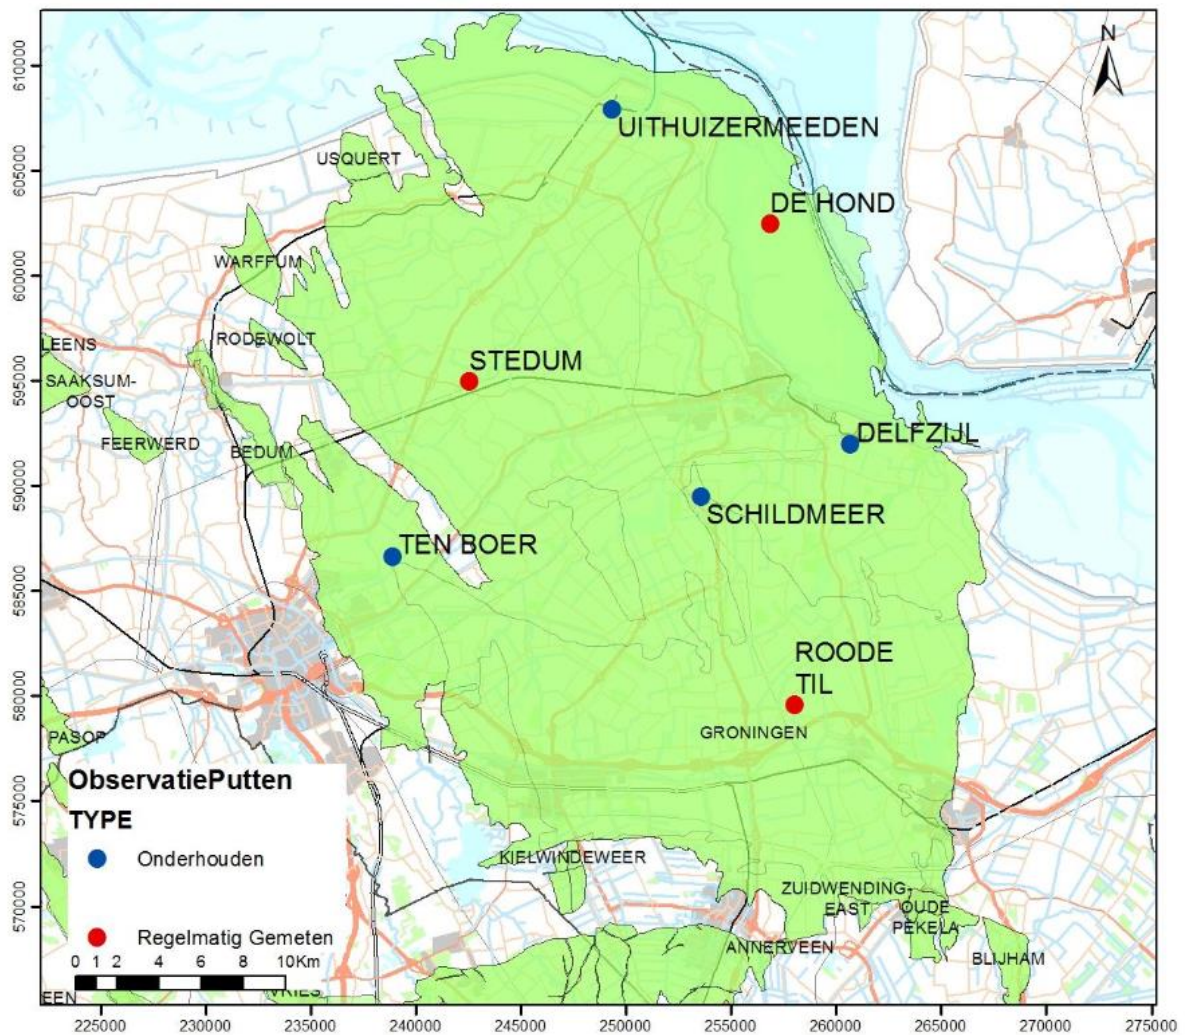 610000
605000
600000
595000
590000
585000
580000
575000
570000
N
UITHUIZERMEEDEN
USQUERT
DE HOND
WARFFUM
RODEWOLT
LEENS
STEDUM
SAAKSUM-
OOST
FEERWERD
BEDUM
DELFZIJL
SCHILDMEER
TEN BOER
ROODE
TIL
GRONINGEN
PASOP
ObservatiePutten
TYPE
Onderhouden
Regelmatig Gemeten
0 1 2 4 6 8 10Km
KIELWINDEWEER
ZUIDWENDING-
EAST
OUDE
PEKELA
ANNERVEEN
BLIJHAM
EEN
VRIES
225000 230000 235000 240000 245000 250000 255000 260000 265000 270000 275000